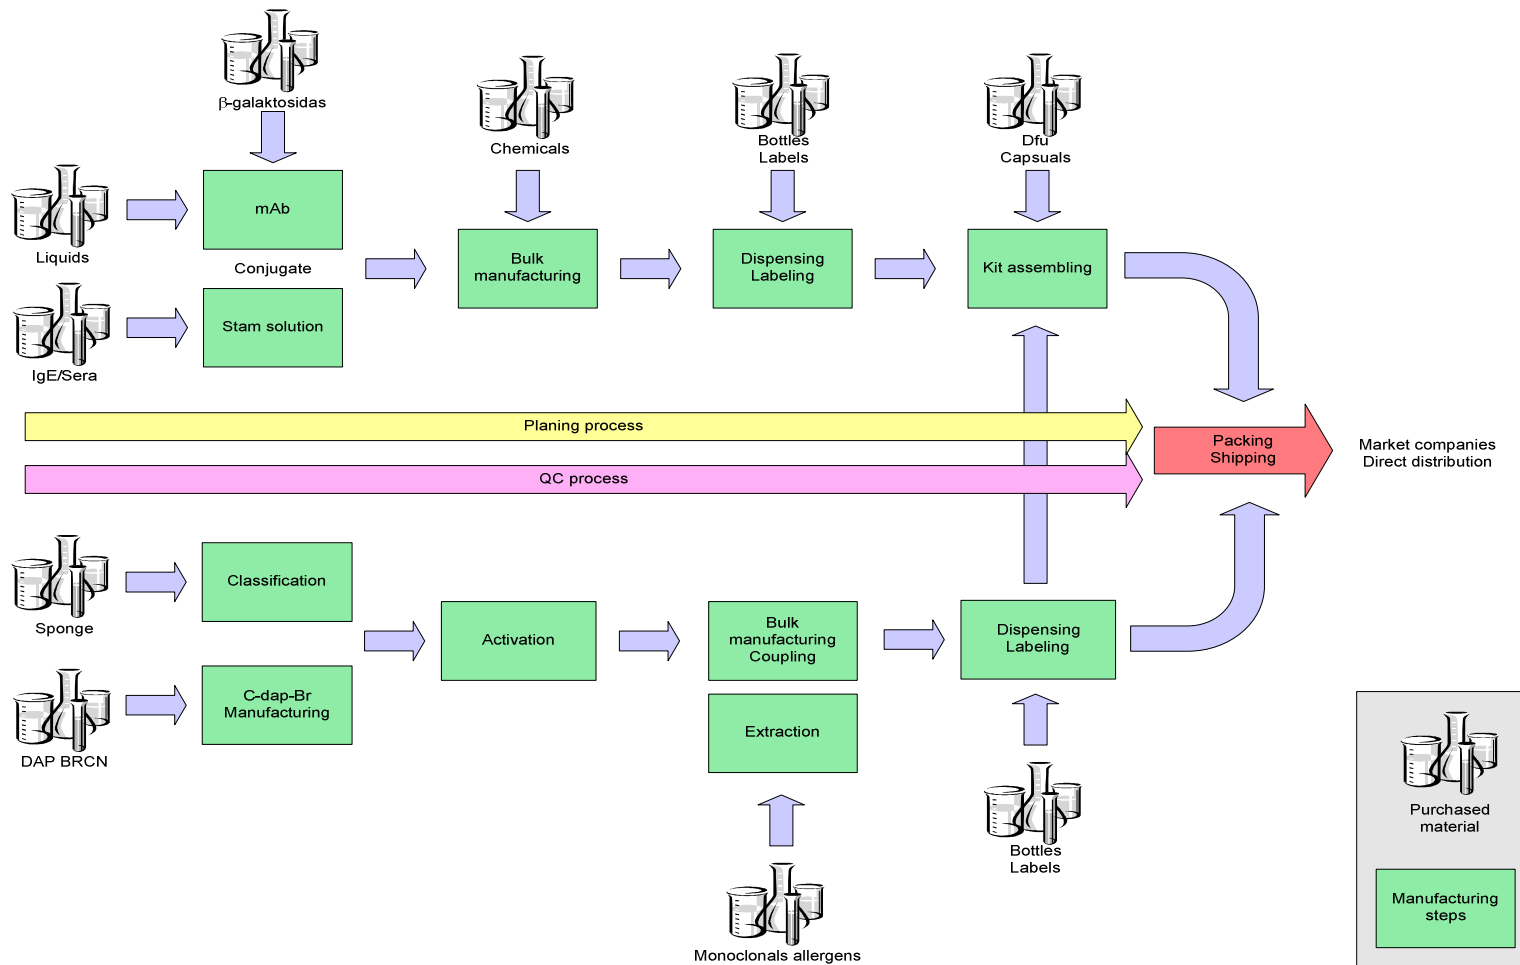 β-galaktosidas
Chemicals
Bottles
Labels
Dfu
Capsuals
Liquids
mAb
Conjugate
Bulk
manufacturing
Dispensing
Labeling
Kit assembling
IgE/Sera
Stam solution
Planing process
QC process
Packing
Shipping
Market companies
Direct distribution
Sponge
Classification
Activation
Bulk
manufacturing
Coupling
Dispensing
Labeling
DAP BRCN
C-dap-Br
Manufacturing
Extraction
Bottles
Labels
Monoclonals allergens
Purchased
material
Manufacturing
steps